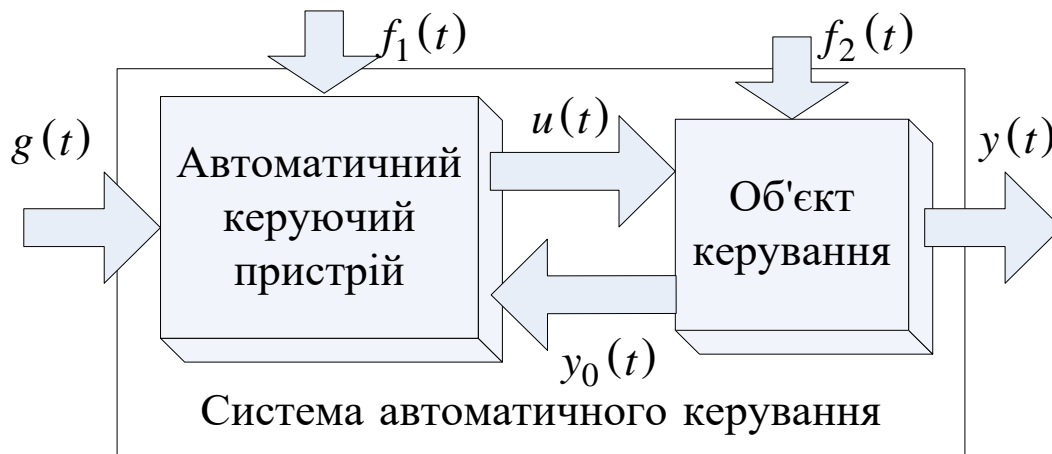 f₁(t)
f₂(t)
g(t)
u(t)
y(t)
Автоматичний
керуючий
пристрій
Об'єкт
керування
y₀(t)
Система автоматичного керування